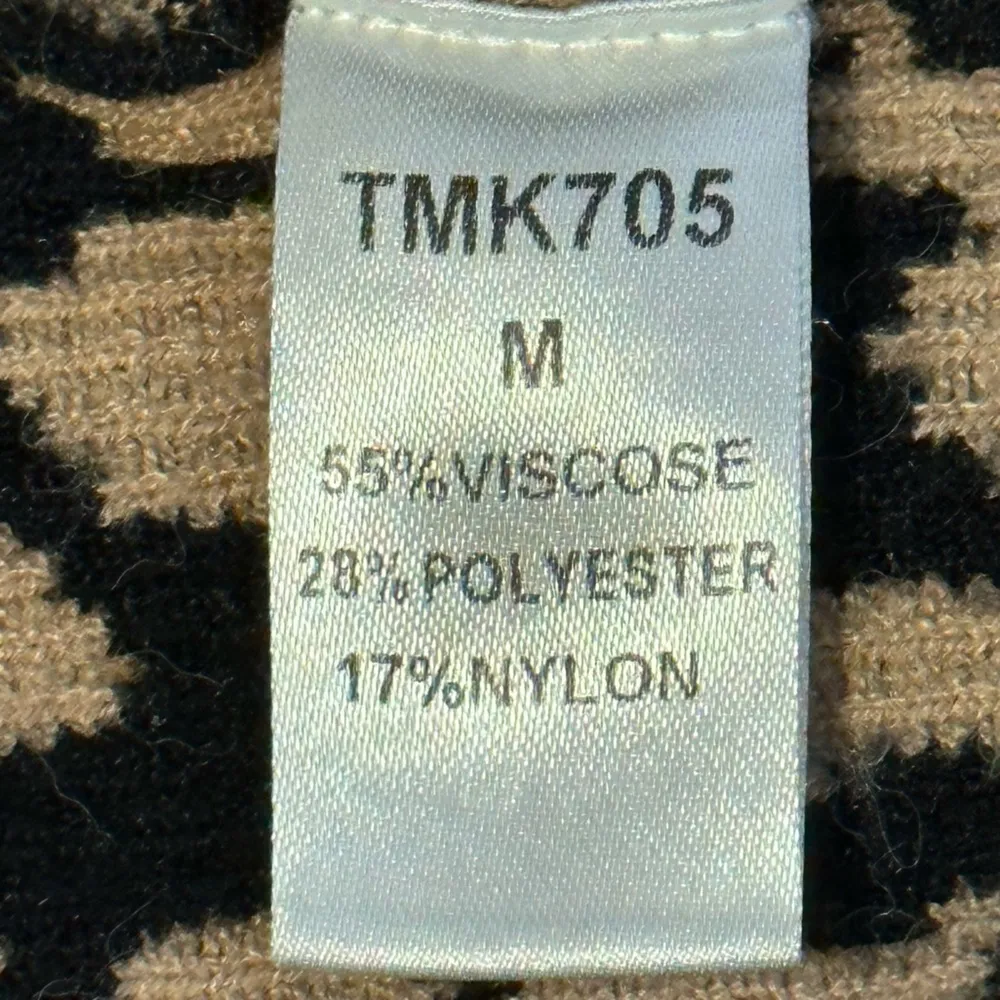 TMK705
M
55%VISCOSE
28%POLYESTER
17%NYLON